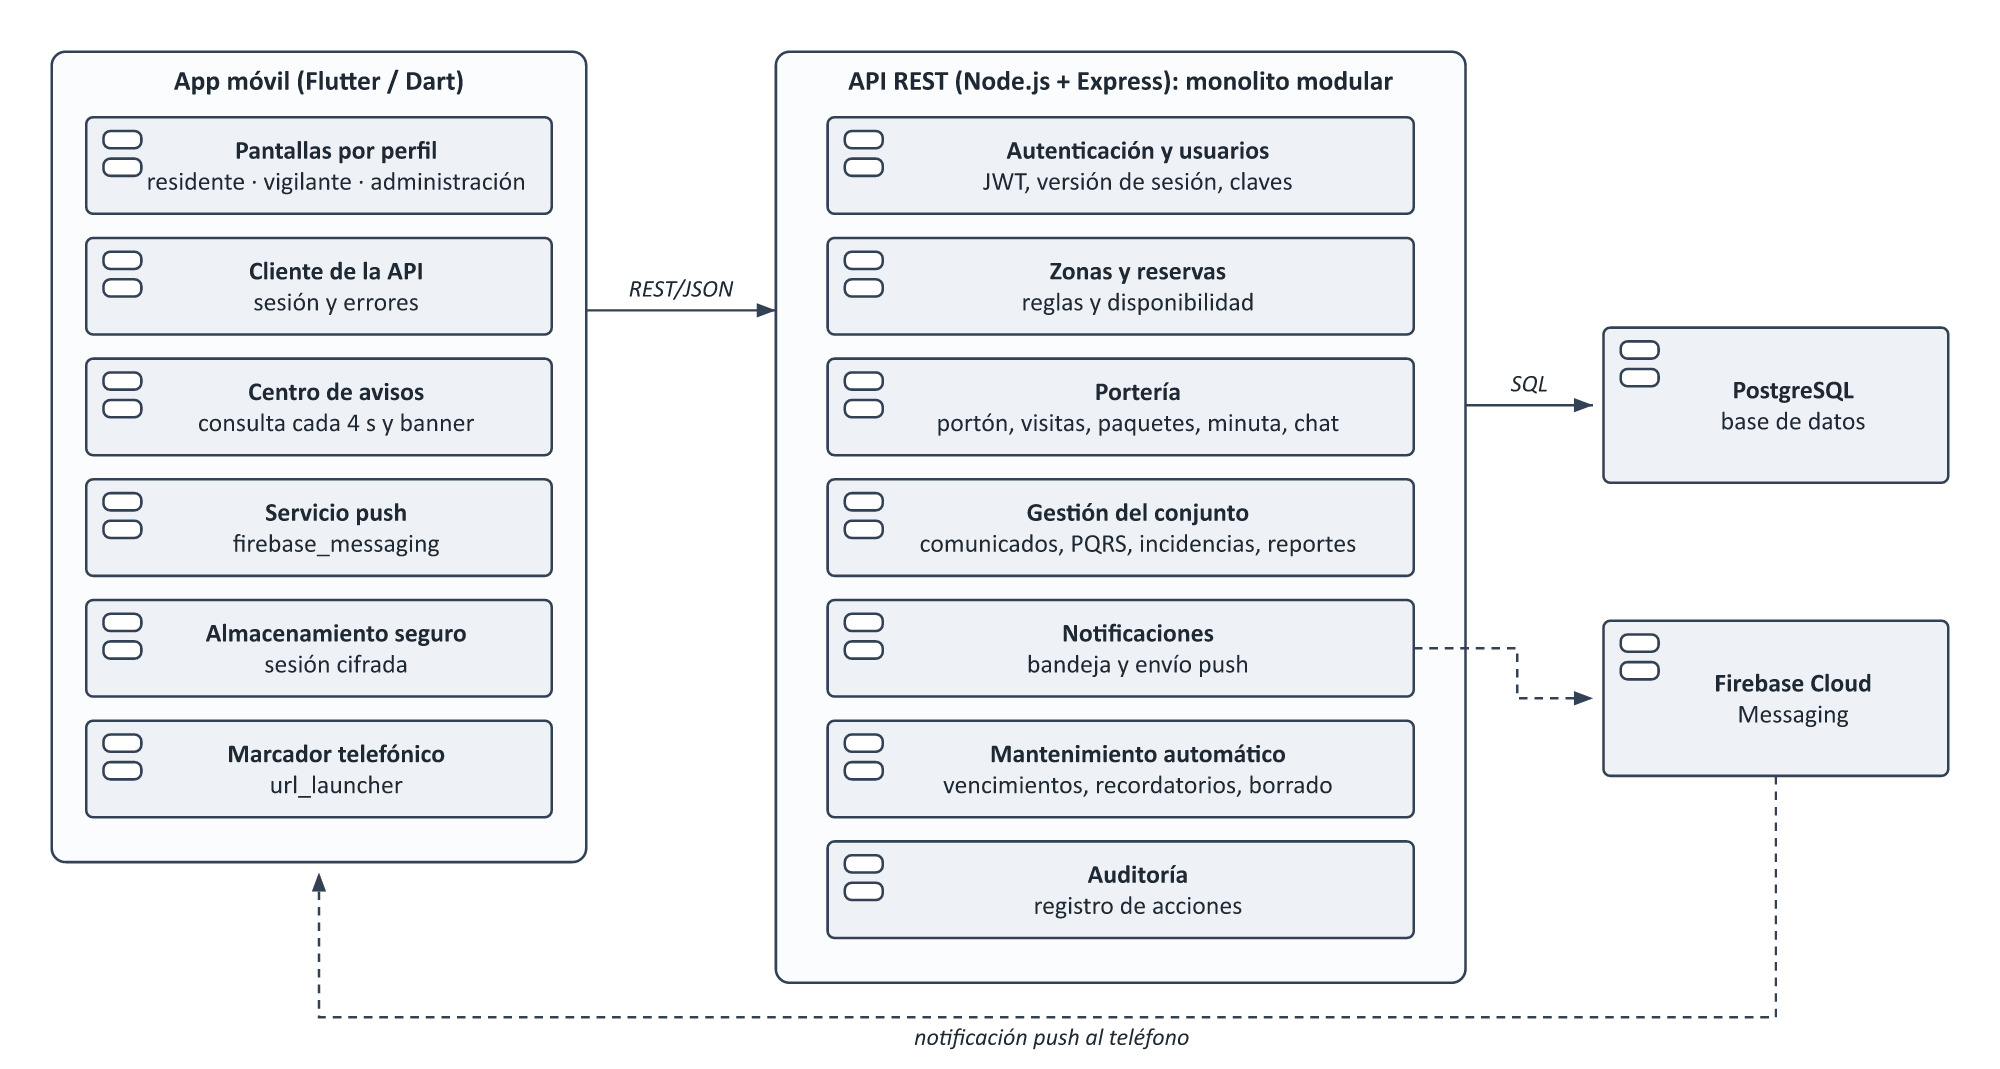 App móvil (Flutter / Dart)
Pantallas por perfil
residente · vigilante · administración
Cliente de la API
sesión y errores
Centro de avisos
consulta cada 4 s y banner
Servicio push
firebase_messaging
Almacenamiento seguro
sesión cifrada
Marcador telefónico
url_launcher
REST/JSON
API REST (Node.js + Express): monolito modular
Autenticación y usuarios
JWT, versión de sesión, claves
Zonas y reservas
reglas y disponibilidad
Portería
portón, visitas, paquetes, minuta, chat
Gestión del conjunto
comunicados, PQRS, incidencias, reportes
Notificaciones
bandeja y envío push
Mantenimiento automático
vencimientos, recordatorios, borrado
Auditoría
registro de acciones
SQL
PostgreSQL
base de datos
Firebase Cloud
Messaging
notificación push al teléfono